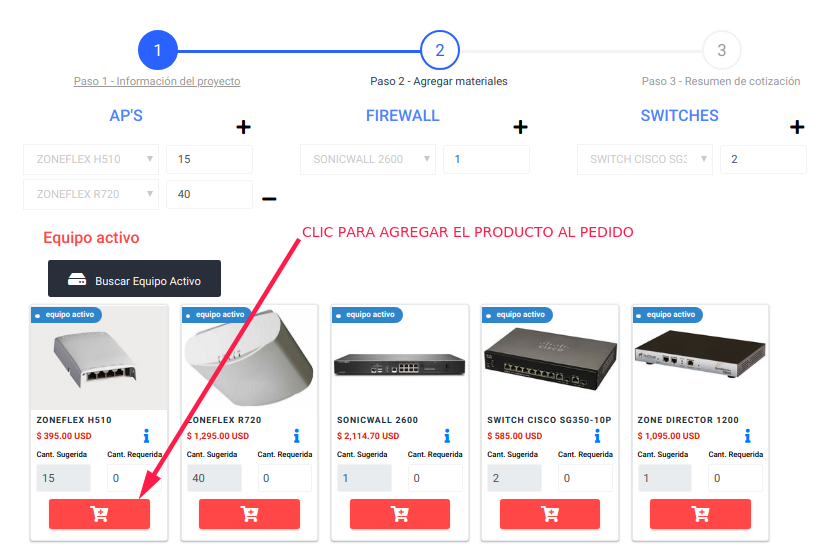 1
2
3
Paso 1 - Información del proyecto
Paso 2 - Agregar materiales
Paso 3 - Resumen de cotización
AP'S
FIREWALL
SWITCHES
ZONEFLEX H510
15
SONICWALL 2600
1
SWITCH CISCO SG3
2
ZONEFLEX R720
40
CLIC PARA AGREGAR EL PRODUCTO AL PEDIDO
Equipo activo
Buscar Equipo Activo
equipo activo
equipo activo
equipo activo
equipo activo
equipo activo
CISCO
ZONEFLEX H510
ZONEFLEX R720
SONICWALL 2600
SWITCH CISCO SG350-10P
ZONE DIRECTOR 1200
$ 395.00 USD
$ 1,295.00 USD
$ 2,114.70 USD
$ 585.00 USD
$ 1,095.00 USD
Cant. Sugerida Cant. Requerida
Cant. Sugerida Cant. Requerida
Cant. Sugerida Cant. Requerida
Cant. Sugerida Cant. Requerida
Cant. Sugerida Cant. Requerida
15 0
40 0
1 0
2 0
1 0